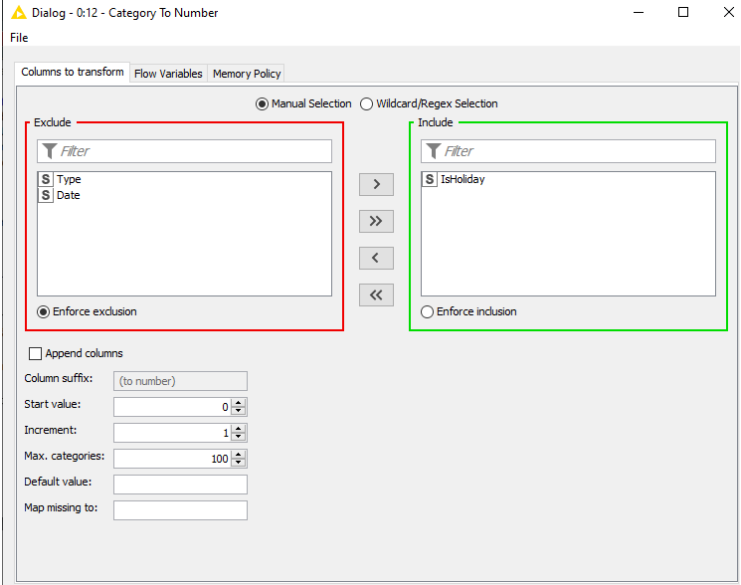 Dialog - 0:12 - Category To Number
File
Columns to transform Flow Variables Memory Policy
Manual Selection Wildcard/Regex Selection
Exclude Include
Filter Filter
S Type S IsHoliday
S Date
>
>>
<
<<
Enforce exclusion Enforce inclusion
Append columns
Column suffix: (to number)
Start value: 0
Increment: 1
Max. categories: 100
Default value:
Map missing to: